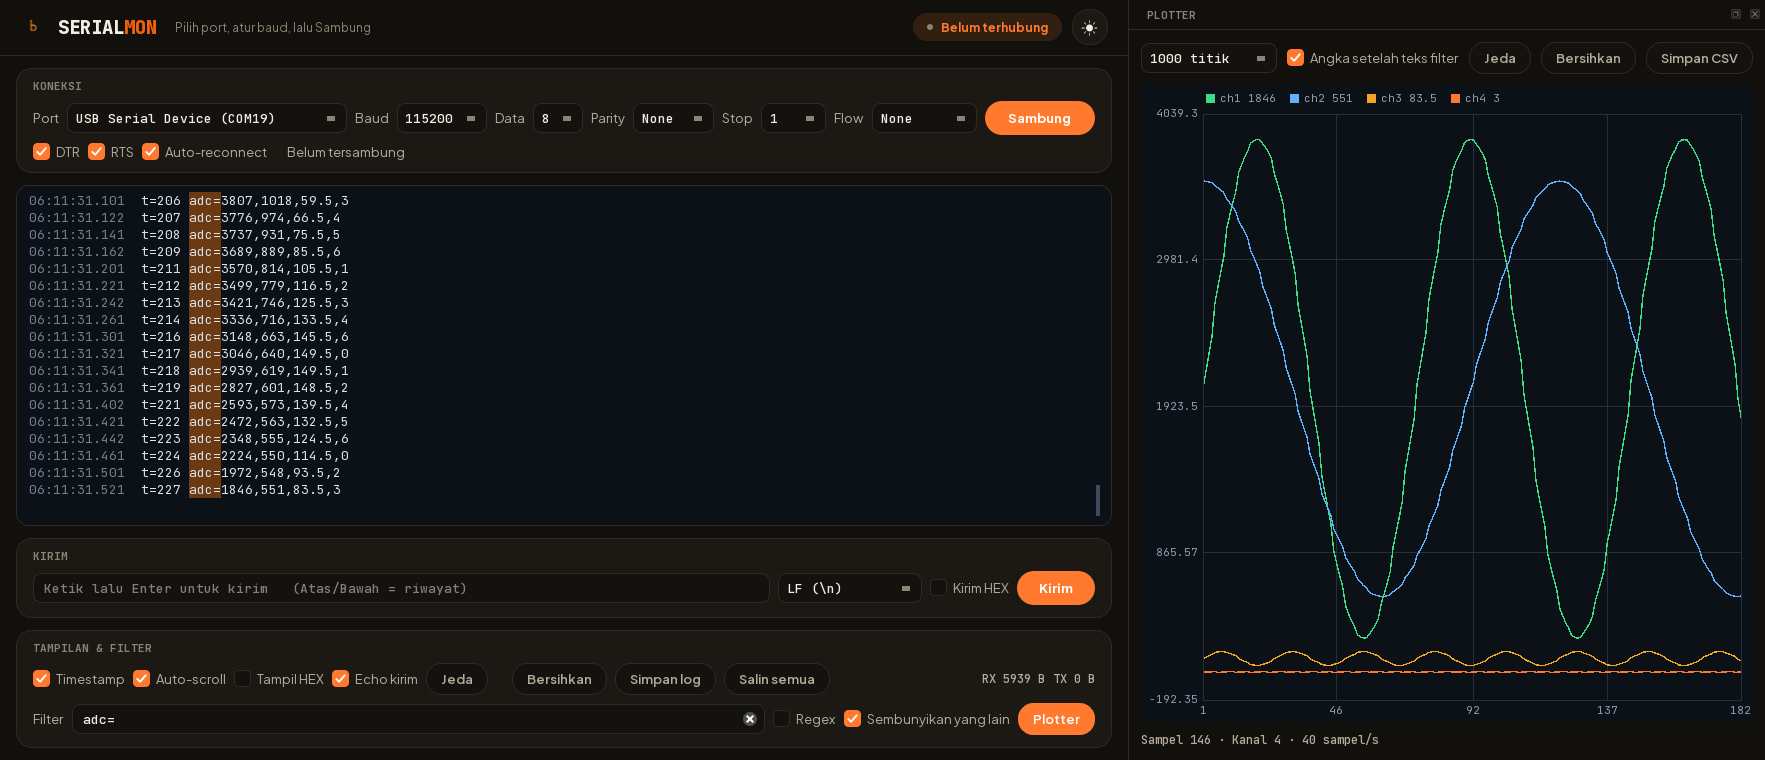 SERIALMON Pilih port, atur baud, lalu Sambung Belum terhubung
KONEKSI
Port USB Serial Device (COM19) Baud 115200 Data 8 Parity None Stop 1 Flow None Sambung
DTR RTS Auto-reconnect Belum tersambung
06:11:31.101 t=206 adc=3807,1018,59.5,3
06:11:31.122 t=207 adc=3776,974,66.5,4
06:11:31.141 t=208 adc=3737,931,75.5,5
06:11:31.162 t=209 adc=3689,889,85.5,6
06:11:31.201 t=211 adc=3570,814,105.5,1
06:11:31.221 t=212 adc=3499,779,116.5,2
06:11:31.242 t=213 adc=3421,746,125.5,3
06:11:31.261 t=214 adc=3336,716,133.5,4
06:11:31.301 t=216 adc=3148,663,145.5,6
06:11:31.321 t=217 adc=3046,640,149.5,0
06:11:31.341 t=218 adc=2939,619,149.5,1
06:11:31.361 t=219 adc=2827,601,148.5,2
06:11:31.402 t=221 adc=2593,573,139.5,4
06:11:31.421 t=222 adc=2472,563,132.5,5
06:11:31.442 t=223 adc=2348,555,124.5,6
06:11:31.461 t=224 adc=2224,550,114.5,0
06:11:31.501 t=226 adc=1972,548,93.5,2
06:11:31.521 t=227 adc=1846,551,83.5,3
KIRIM
Ketik lalu Enter untuk kirim (Atas/Bawah = riwayat) LF (\n) Kirim HEX Kirim
TAMPILAN & FILTER
Timestamp Auto-scroll Tampil HEX Echo kirim Jeda Bersihkan Simpan log Salin semua RX 5939 B TX 0 B
Filter adc= Regex Sembunyikan yang lain Plotter
PLOTTER
1000 titik Angka setelah teks filter Jeda Bersihkan Simpan CSV
ch1 1846 ch2 551 ch3 83.5 ch4 3
4039.3
2981.4
1923.5
865.57
-192.35
1 46 92 137 182
Sampel 146 · Kanal 4 · 40 sampel/s